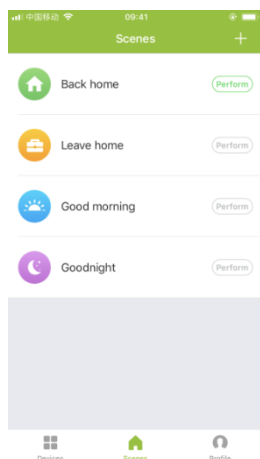 中国移动 09:41
Scenes
Back home Perform
Leave home Perform
Good morning Perform
Goodnight Perform
Devices Scenes Profile